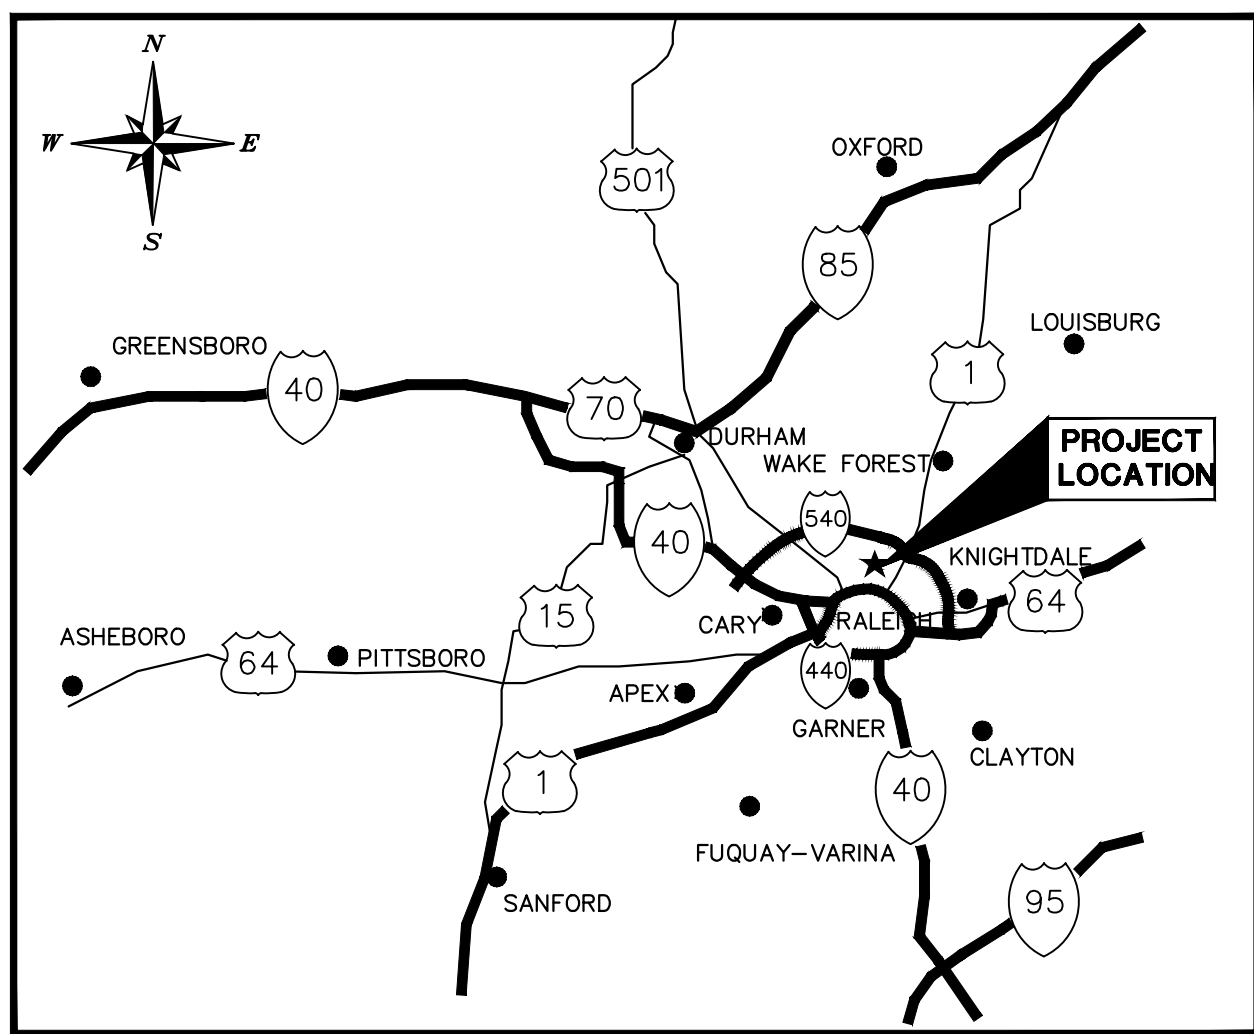 N
W
E
S
501
OXFORD
85
LOUISBURG
GREENSBORO
40
1
70
DURHAM
WAKE FOREST
PROJECT
LOCATION
540
40
KNIGHTDALE
64
15
CARY
RALEIGH
ASHEBORO
64
PITTSBORO
440
APEX
GARNER
CLAYTON
1
40
FUQUAY-VARINA
SANFORD
95